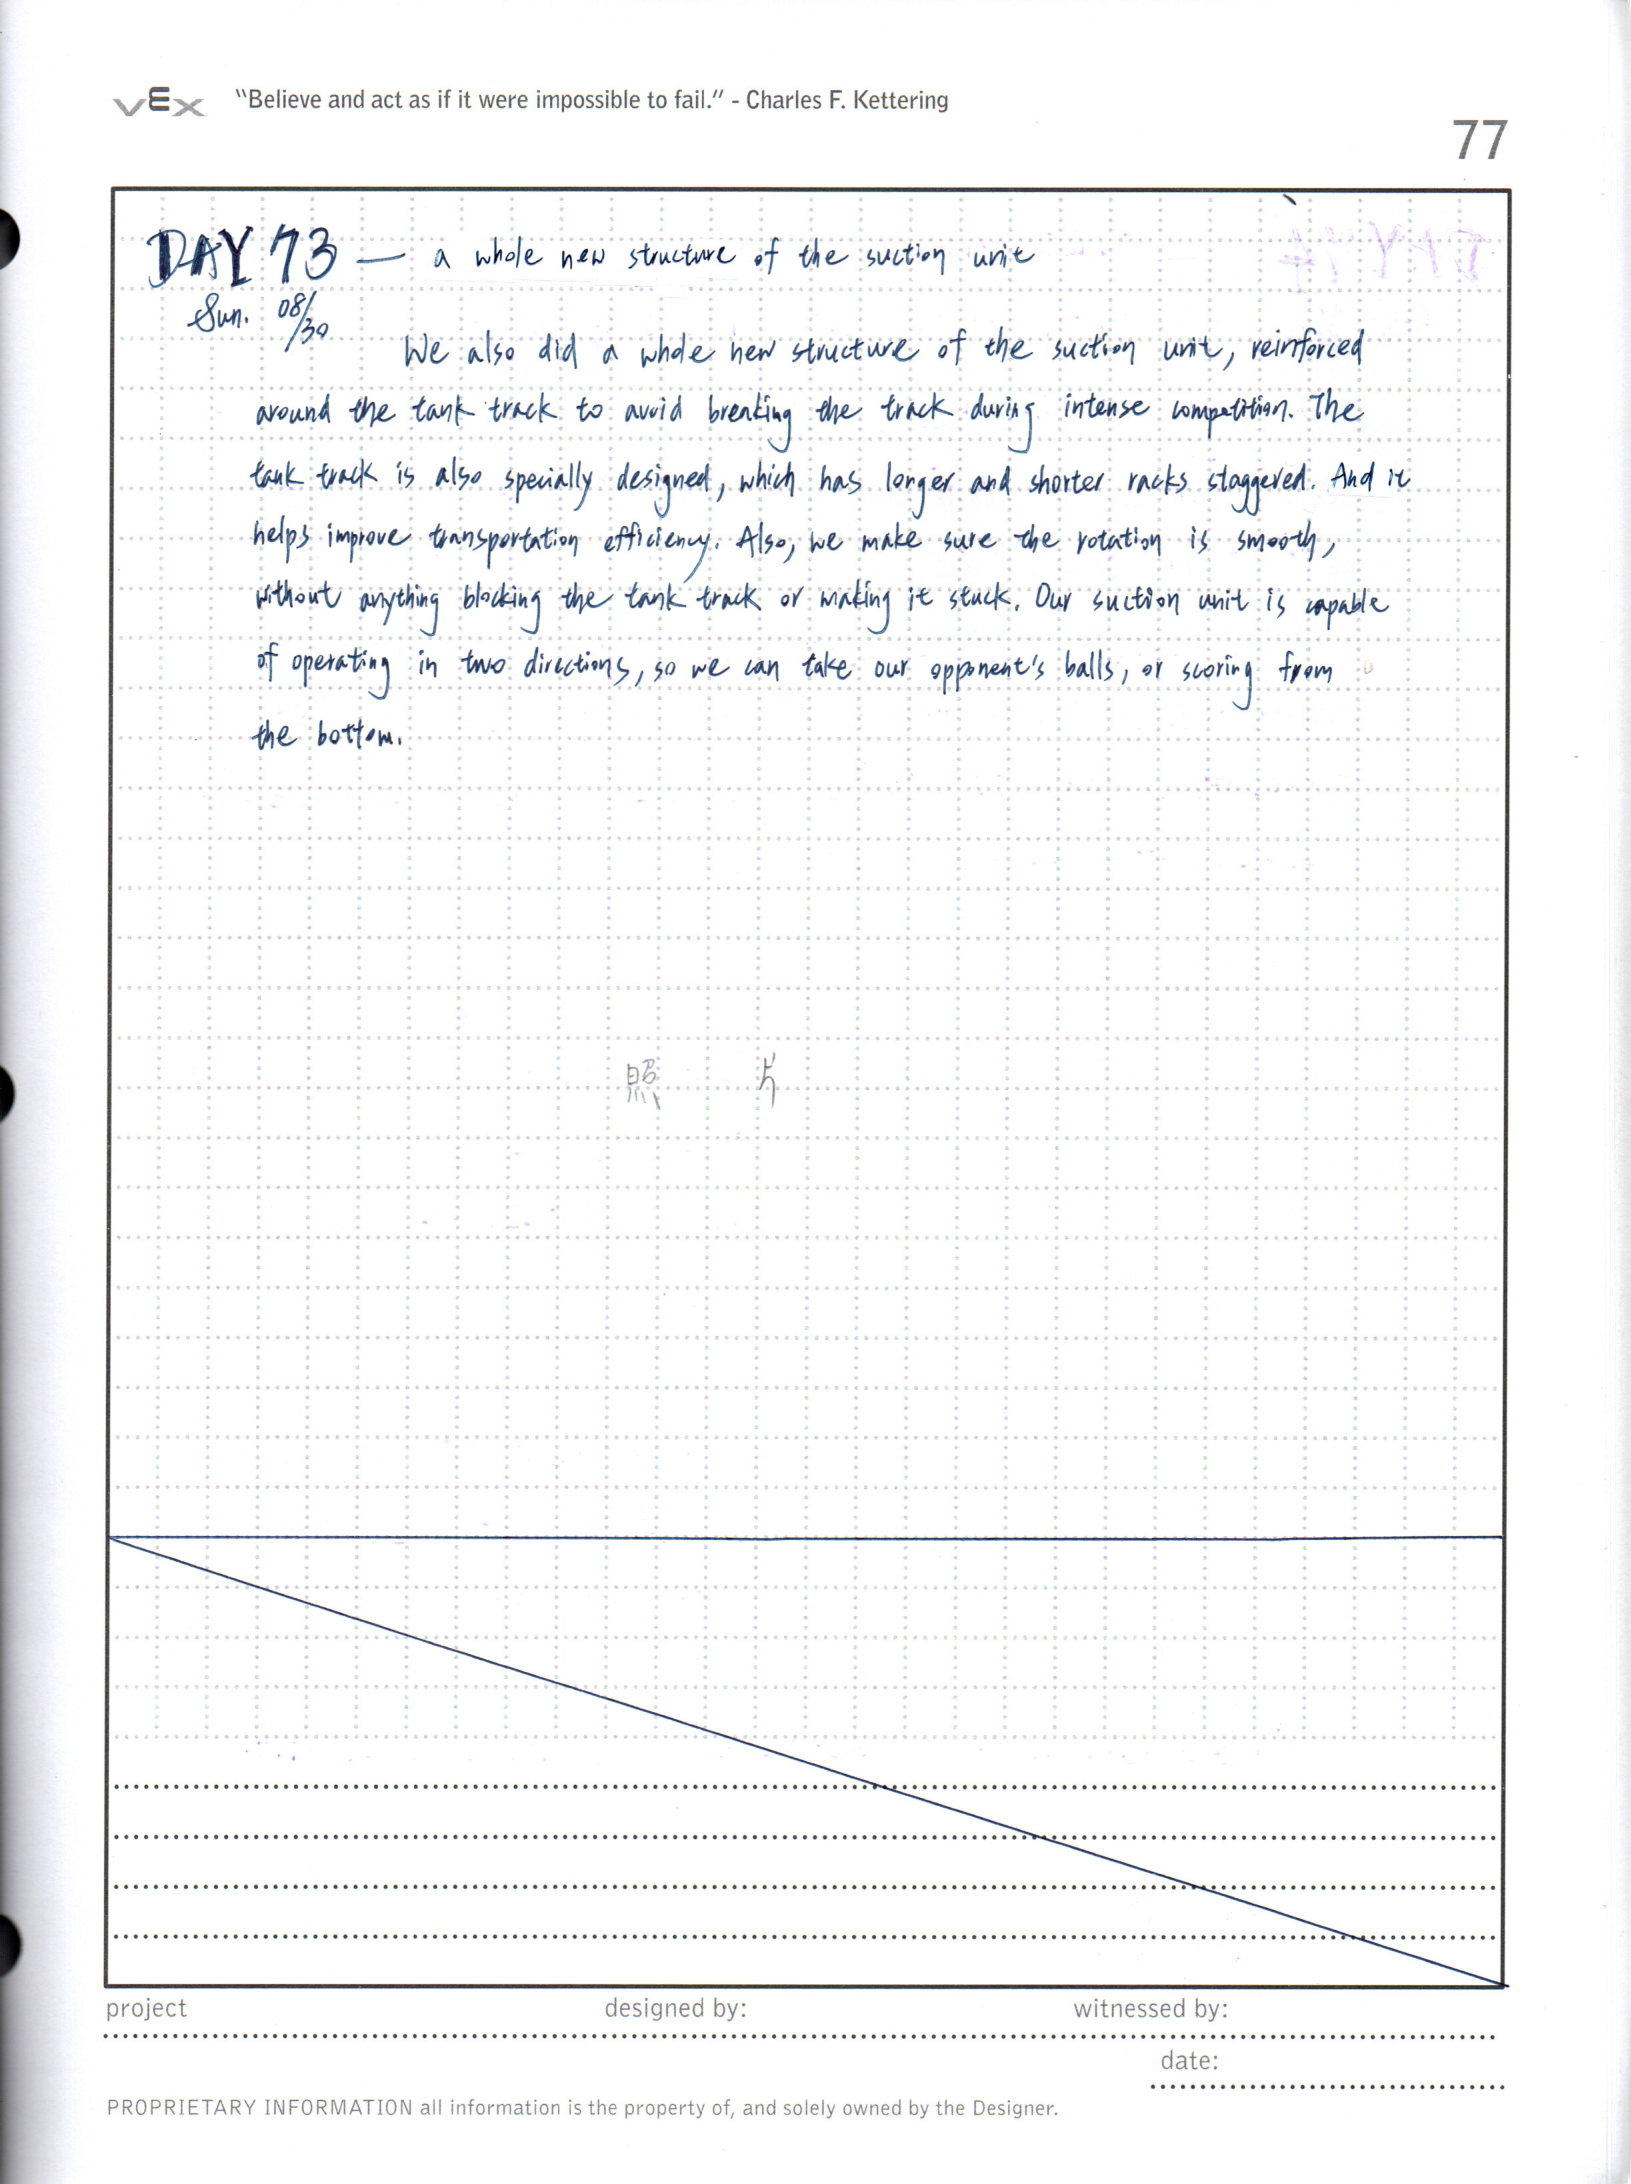 vEx "Believe and act as if it were impossible to fail." - Charles F. Kettering
77
DAY 73 — a whole new structure of the suction unit
Sun. 08/30
We also did a whole new structure of the suction unit, reinforced
around the tank track to avoid breaking the track during intense competition. The
tank track is also specially designed, which has longer and shorter racks staggered. And it
helps improve transportation efficiency. Also, we make sure the rotation is smooth,
without anything blocking the tank track or making it stuck. Our suction unit is capable
of operating in two directions, so we can take our opponent's balls, or scoring from
the bottom.
照 片
project designed by: witnessed by:
date:
PROPRIETARY INFORMATION all information is the property of, and solely owned by the Designer.